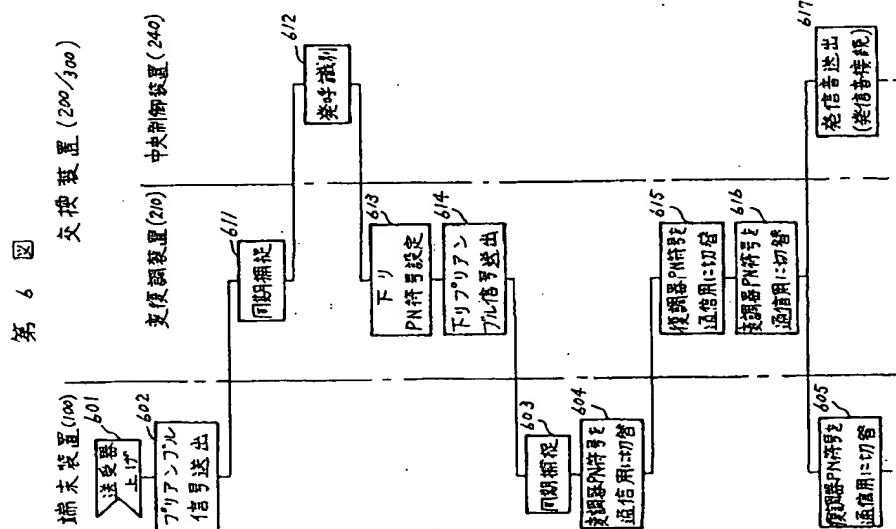 第6図
交換装置(200/300)
端末装置(100)
変復調装置(210)
中央制御装置(240)
601
送受器
上げ
602
プリアンブル
信号送出
611
同期捕捉
612
発呼識別
613
下リ
PN符号設定
614
下リプリアン
ブル信号送出
603
同期捕捉
604
変調器PN符号を
通信用に切替
615
復調器PN符号を
通信用に切替
616
変調器PN符号を
通信用に切替
605
復調器PN符号を
通信用に切替
617
発信音送出
(発信音接続)